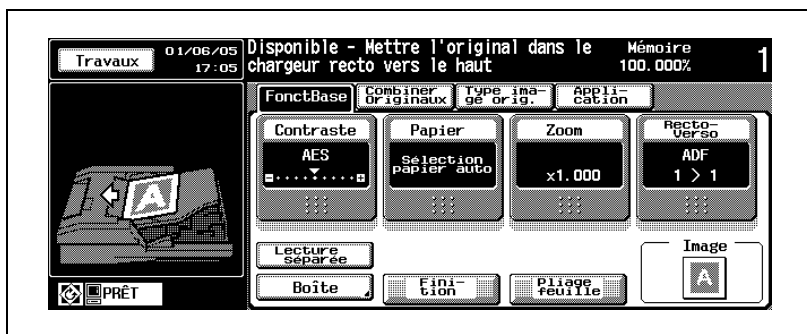 Travaux
01/06/05
17:05
Disponible - Mettre l'original dans le
chargeur recto vers le haut
Mémoire
100.000%
1
FonctBase
Combiner
Originaux
Type ima-
ge orig.
Appli-
cation
Contraste
AES
Papier
Sélection
papier auto
Zoom
×1.000
Recto-
Verso
ADF
1 > 1
A
Lecture
séparée
Boîte
Fini-
tion
Pliage
feuille
Image
A
PRÊT